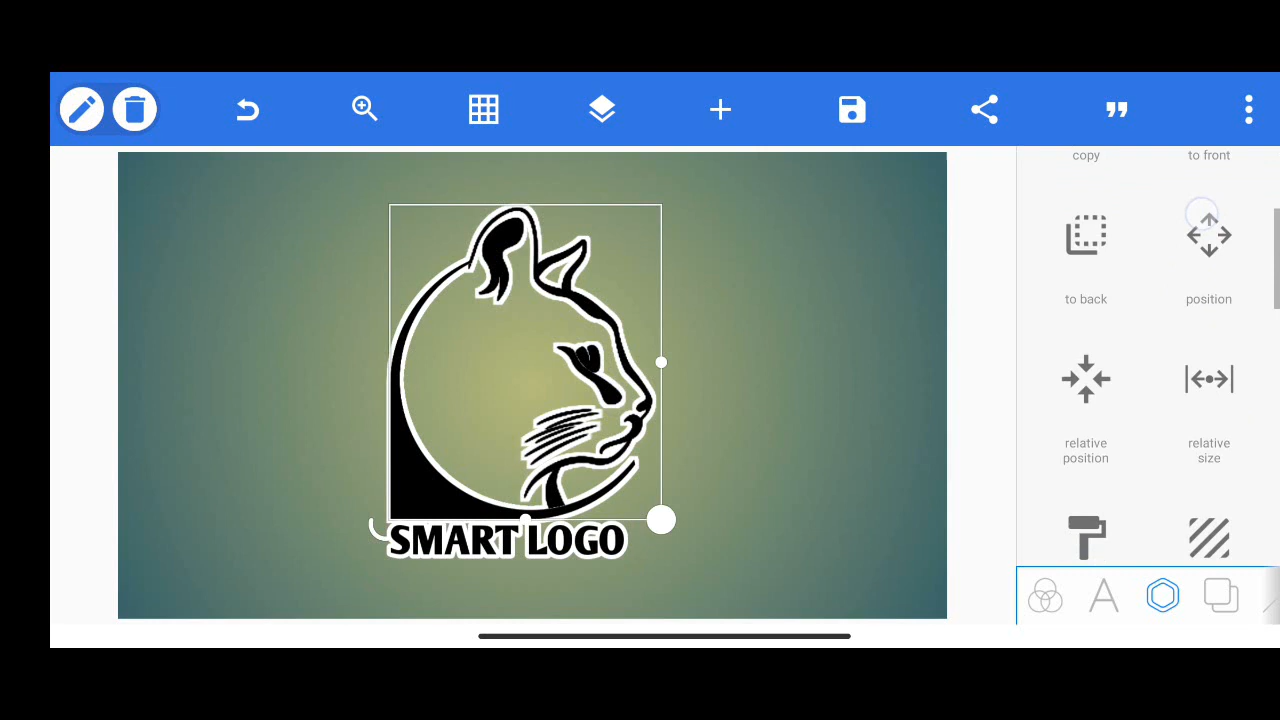 copy
to front
to back
position
relative
position
relative
size
SMART LOGO